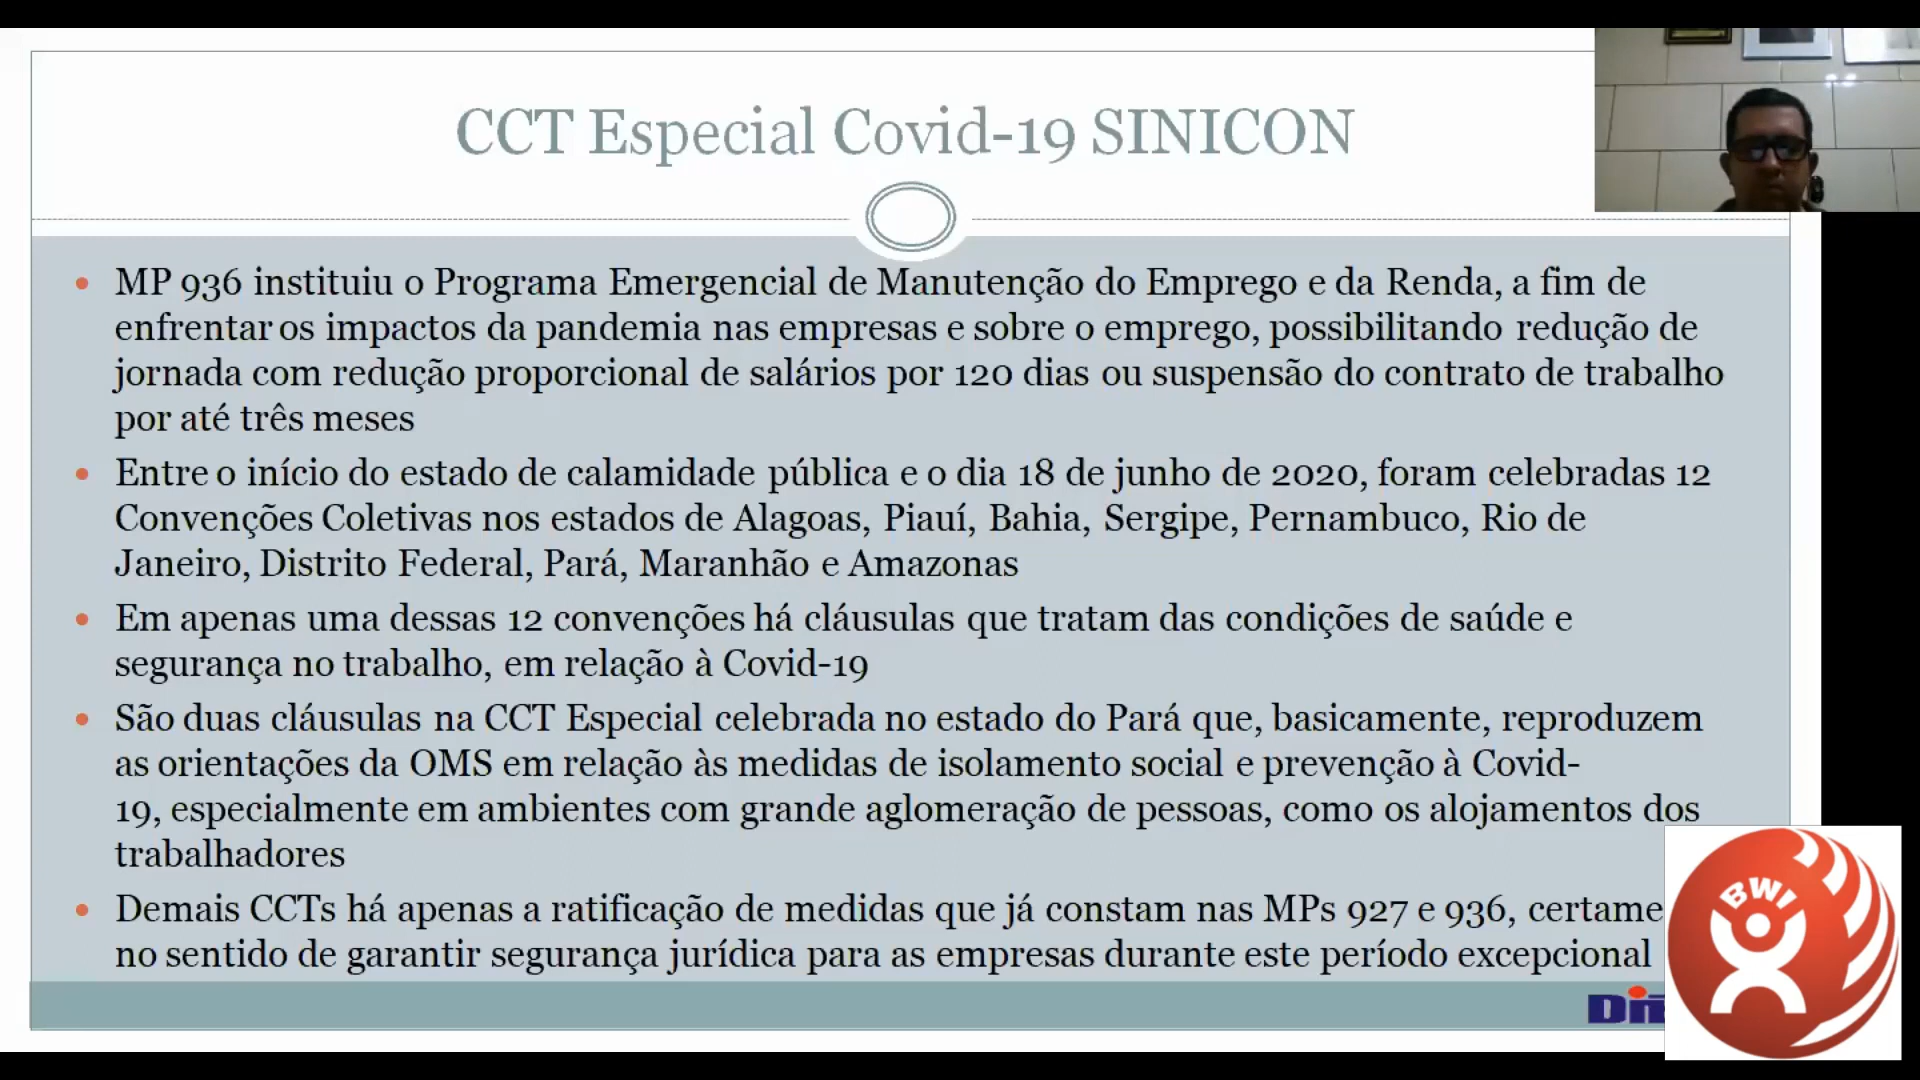 CCT Especial Covid-19 SINICON
• MP 936 instituiu o Programa Emergencial de Manutenção do Emprego e da Renda, a fim de
enfrentar os impactos da pandemia nas empresas e sobre o emprego, possibilitando redução de
jornada com redução proporcional de salários por 120 dias ou suspensão do contrato de trabalho
por até três meses
• Entre o início do estado de calamidade pública e o dia 18 de junho de 2020, foram celebradas 12
Convenções Coletivas nos estados de Alagoas, Piauí, Bahia, Sergipe, Pernambuco, Rio de
Janeiro, Distrito Federal, Pará, Maranhão e Amazonas
• Em apenas uma dessas 12 convenções há cláusulas que tratam das condições de saúde e
segurança no trabalho, em relação à Covid-19
• São duas cláusulas na CCT Especial celebrada no estado do Pará que, basicamente, reproduzem
as orientações da OMS em relação às medidas de isolamento social e prevenção à Covid-
19, especialmente em ambientes com grande aglomeração de pessoas, como os alojamentos dos
trabalhadores
• Demais CCTs há apenas a ratificação de medidas que já constam nas MPs 927 e 936, certame
no sentido de garantir segurança jurídica para as empresas durante este período excepcional
BWI